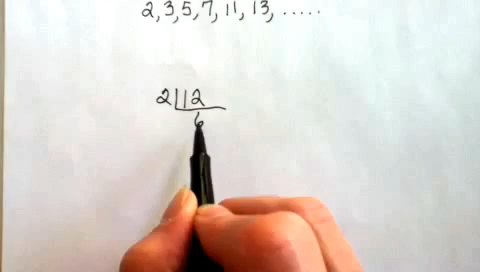 2, 3, 5, 7, 11, 13, .....
2|12
6